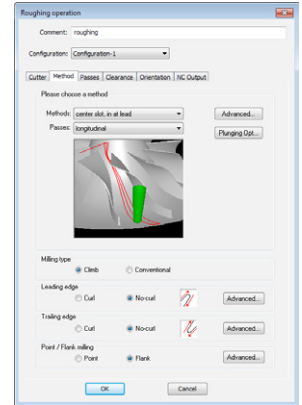 Roughing operation
Comment: roughing
Configuration: Configuration-1
Cutter Method Passes Clearance Orientation NC Output
Please choose a method
Methods: center slot, in at lead Advanced...
Passes: longitudinal Plunging Opt...
Milling type
Climb Conventional
Leading edge
Curl No-curl Advanced...
Trailing edge
Curl No-curl Advanced...
Point / Flank milling
Point Flank Advanced...
OK Cancel